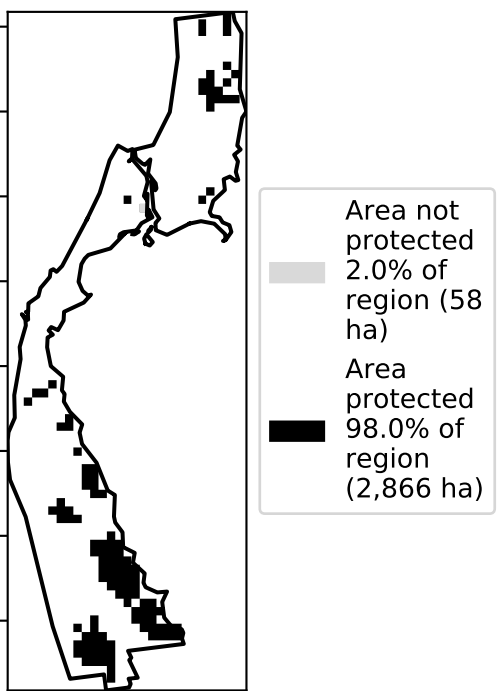 Area not
protected
2.0% of
region (58
ha)
Area
protected
98.0% of
region
(2,866 ha)